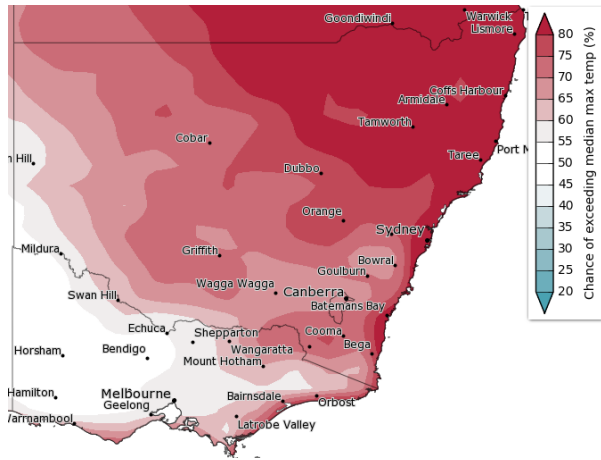 Goondiwindi
Warwick
Lismore
Coffs Harbour
Armidale
Tamworth
Cobar
Port M
Taree
n Hill
Dubbo
Orange
Sydney
Mildura
Griffith
Bowral
Goulburn
Wagga Wagga
Canberra
Swan Hill
Batemans Bay
Echuca
Shepparton
Cooma
Horsham
Bendigo
Wangaratta
Bega
Mount Hotham
Hamilton
Melbourne
Geelong
Bairnsdale
Orbost
Warrnambool
Latrobe Valley
80
75
70
65
60
55
50
45
40
35
30
25
20
Chance of exceeding median max temp (%)